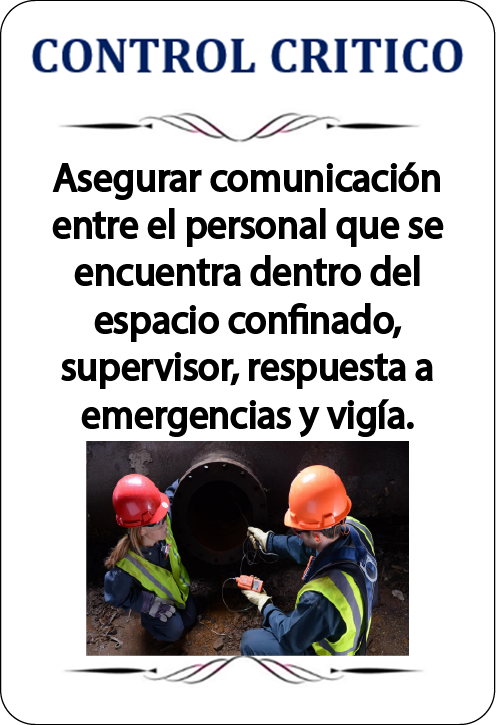 CONTROL CRITICO
Asegurar comunicación
entre el personal que se
encuentra dentro del
espacio confinado,
supervisor, respuesta a
emergencias y vigía.